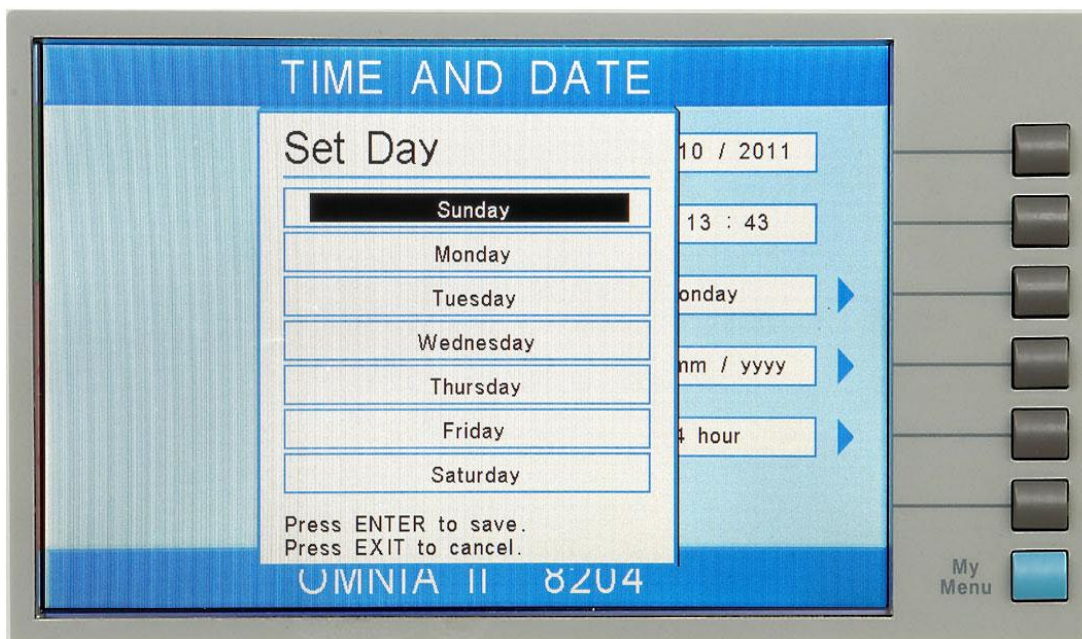 TIME AND DATE
Set Day
Sunday
Monday
Tuesday
Wednesday
Thursday
Friday
Saturday
Press ENTER to save.
Press EXIT to cancel.
10 / 2011
13 : 43
onday
mm / yyyy
4 hour
OMNIA II 8204
My
Menu